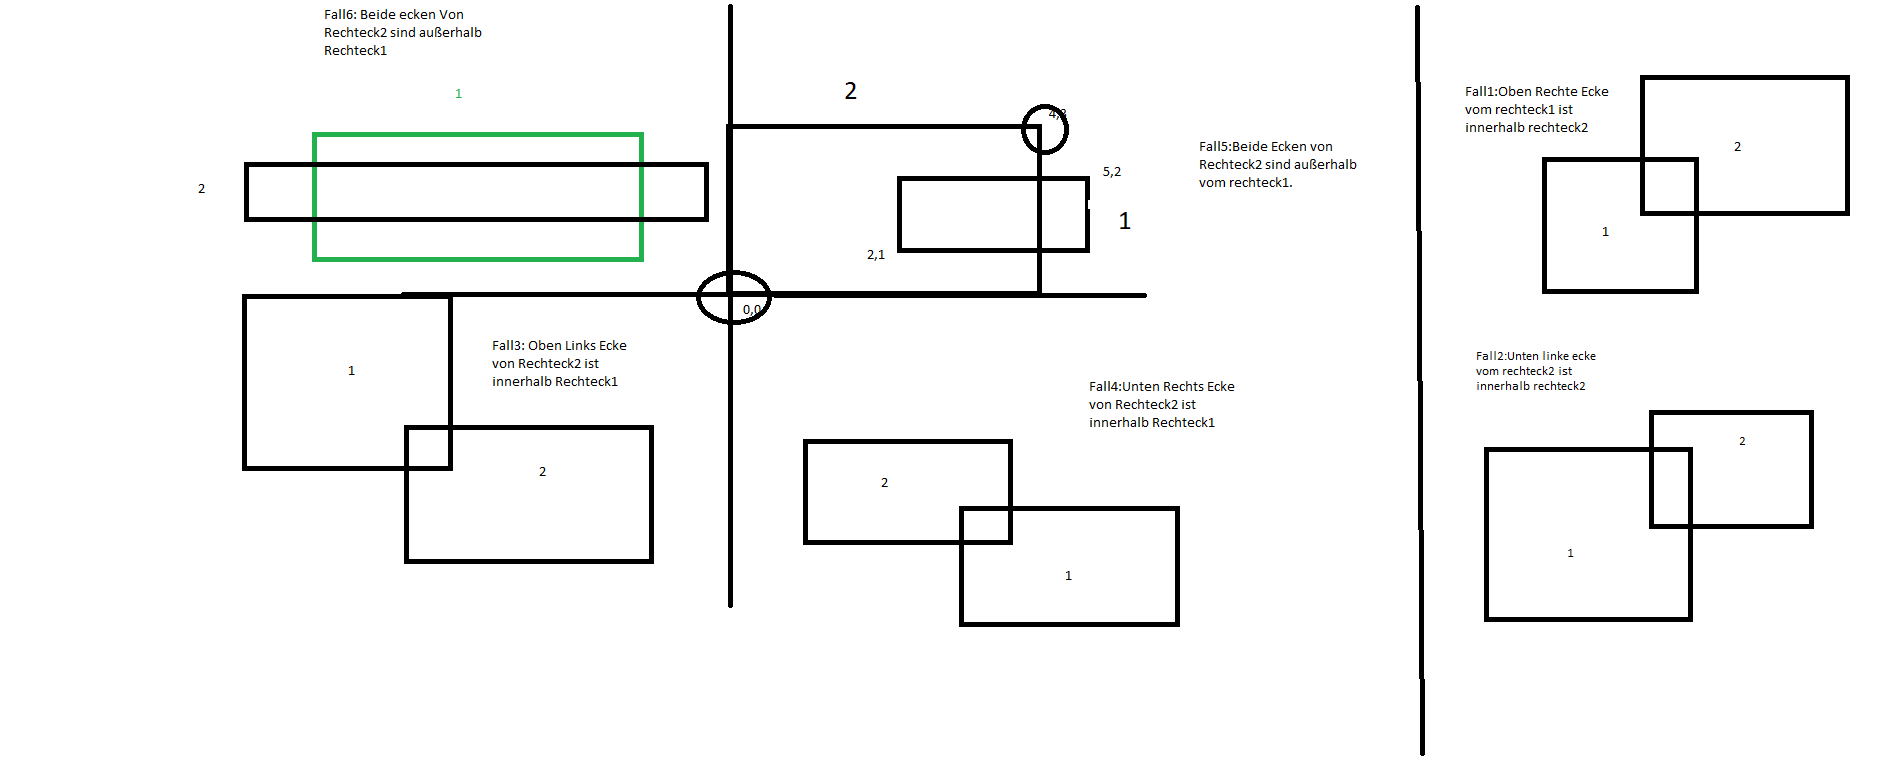 Fall6: Beide ecken Von
Rechteck2 sind außerhalb
Rechteck1
1
2
2
5,2
1
2,1
0,0
Fall5:Beide Ecken von
Rechteck2 sind außerhalb
vom rechteck1.
Fall1:Oben Rechte Ecke
vom rechteck1 ist
innerhalb rechteck2
2
1
Fall3: Oben Links Ecke
von Rechteck2 ist
innerhalb Rechteck1
1
2
Fall4:Unten Rechts Ecke
von Rechteck2 ist
innerhalb Rechteck1
2
1
Fall2:Unten linke ecke
vom rechteck2 ist
innerhalb rechteck2
2
1